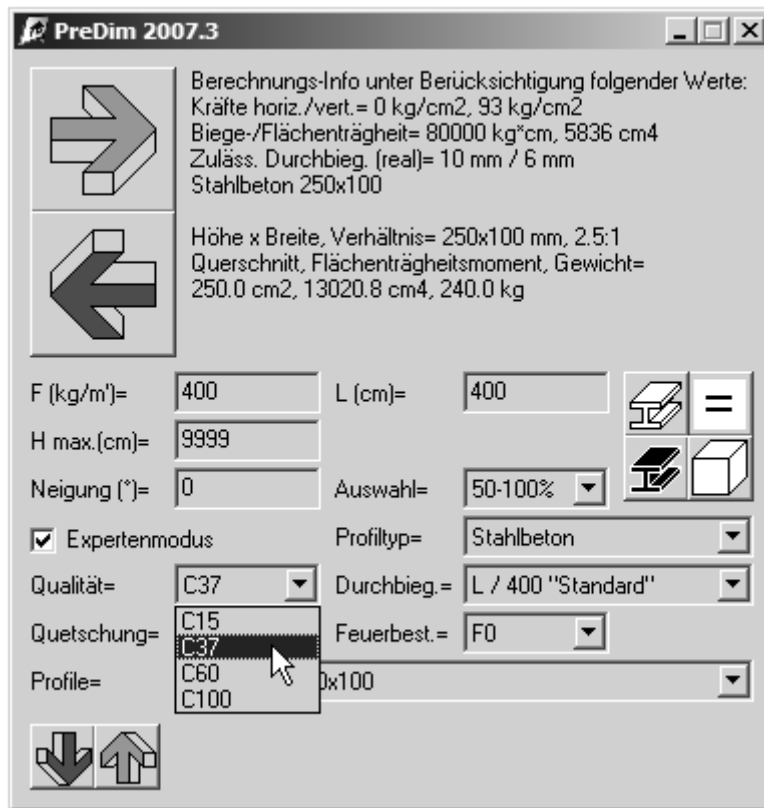 PreDim 2007.3
Berechnungs-Info unter Berücksichtigung folgender Werte:
Kräfte horiz./vert.= 0 kg/cm2, 93 kg/cm2
Biege-/Flächenträgheit= 80000 kg*cm, 5836 cm4
Zuläss. Durchbieg. (real)= 10 mm / 6 mm
Stahlbeton 250x100
Höhe x Breite, Verhältnis= 250x100 mm, 2.5:1
Querschnitt, Flächenträgheitsmoment, Gewicht=
250.0 cm2, 13020.8 cm4, 240.0 kg
F (kg/m')= 400 L (cm)= 400
H max.(cm)= 9999
Neigung (°)= 0 Auswahl= 50-100%
Expertenmodus Profiltyp= Stahlbeton
Qualität= C37 Durchbieg.= L / 400 "Standard"
C15
Quetschung= C37 Feuerbest.= F0
C60
Profile= 0x100
C100